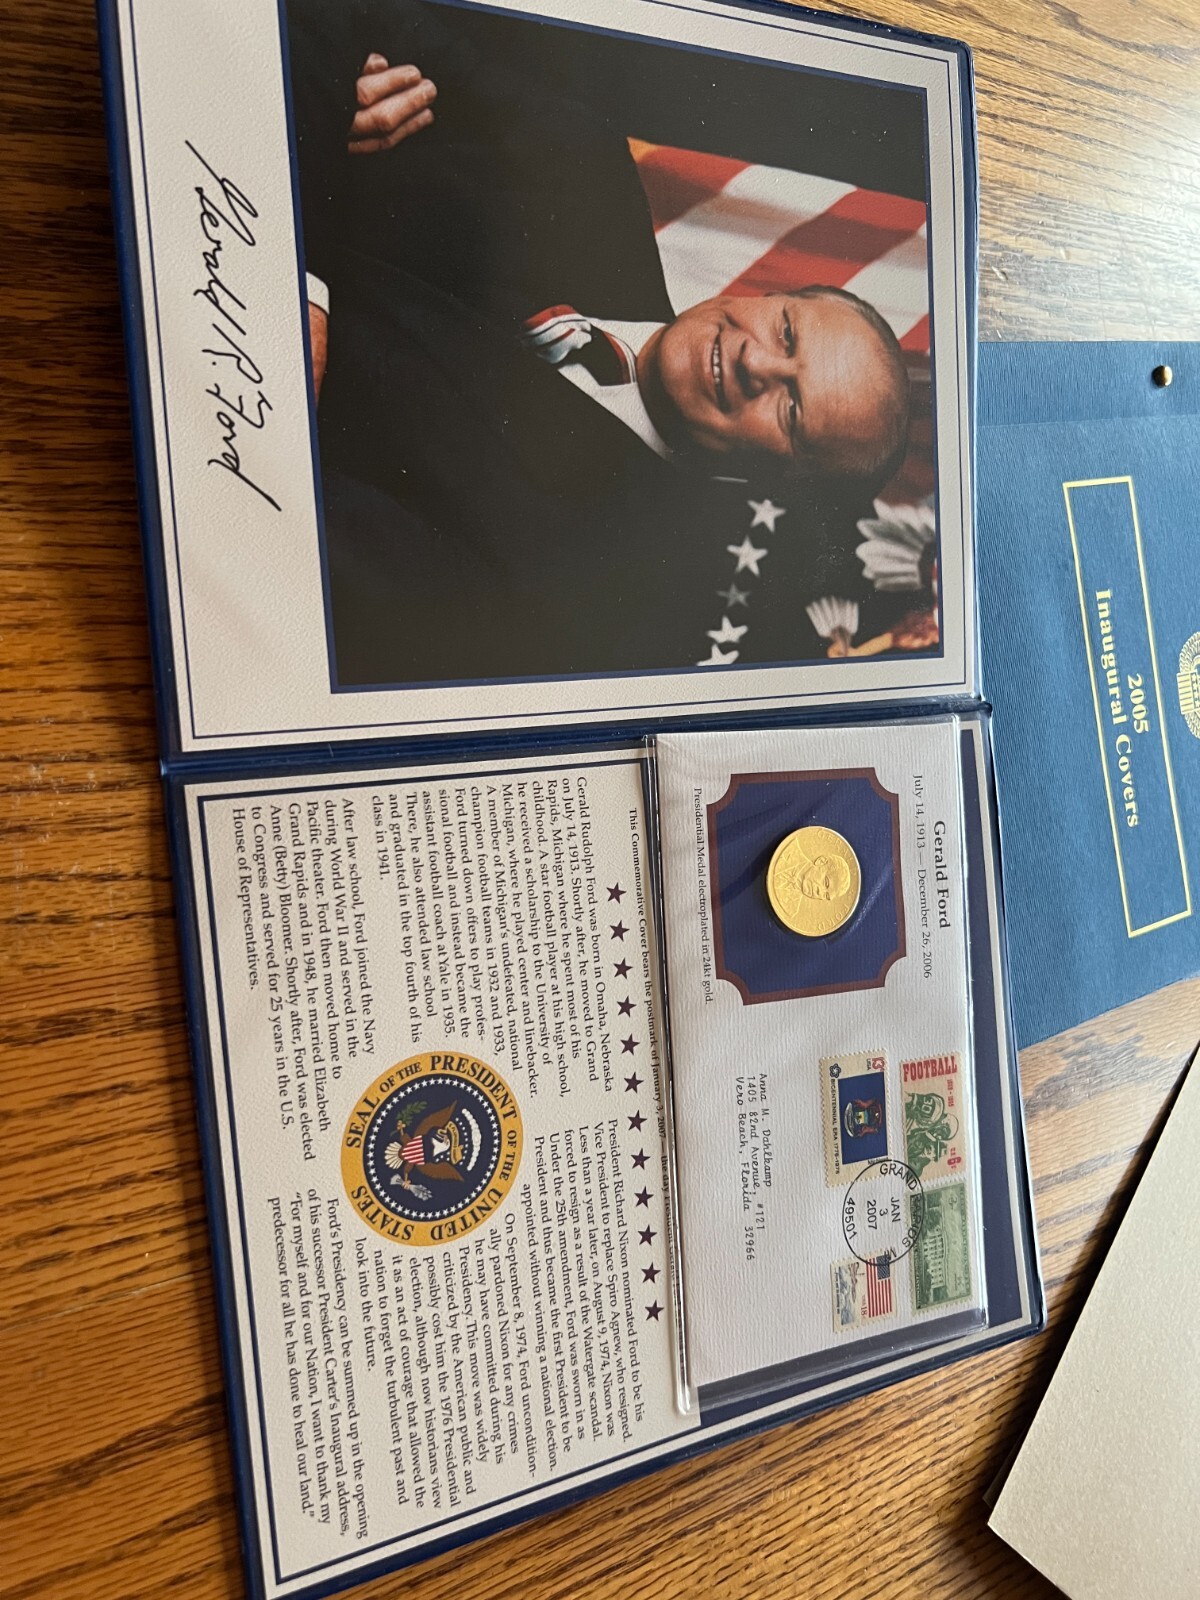 Gerald R. Ford
Gerald Ford
July 14, 1913 — December 26, 2006
Presidential Medal electroplated in 24kt gold.
FOOTBALL
6¢
13¢
USA
BICENTENNIAL ERA 1776-1976
18c
GRAND
JAN
3
2007
49501
Anna M. Dahlkamp
1405 82nd Avenue, #121
Vero Beach, Florida 32966
This Commemorative Cover bears the postmark of January 3, 2007
the day President
Gerald Rudolph Ford was born in Omaha, Nebraska
on July 14, 1913. Shortly after, he moved to Grand
Rapids, Michigan where he spent most of his
childhood. A star football player at his high school,
he received a scholarship to the University of
Michigan, where he played center and linebacker.
A member of Michigan's undefeated, national
champion football teams in 1932 and 1933,
Ford turned down offers to play profes-
sional football and instead became the
assistant football coach at Yale in 1935.
There, he also attended law school
and graduated in the top fourth of his
class in 1941.
After law school, Ford joined the Navy
during World War II and served in the
Pacific theater. Ford then moved home to
Grand Rapids and in 1948, he married Elizabeth
Anne (Betty) Bloomer. Shortly after, Ford was elected
to Congress and served for 25 years in the U.S.
House of Representatives.
SEAL OF THE PRESIDENT OF THE UNITED STATES
President Richard Nixon nominated Ford to be his
Vice President to replace Spiro Agnew, who resigned.
Less than a year later, on August 9, 1974, Nixon was
forced to resign as a result of the Watergate scandal.
Under the 25th amendment, Ford was sworn in as
President and thus became the first President to be
appointed without winning a national election.
On September 8, 1974, Ford uncondition-
ally pardoned Nixon for any crimes
he may have committed during his
Presidency. This move was widely
criticized by the American public and
possibly cost him the 1976 Presidential
election, although now historians view
it as an act of courage that allowed the
nation to forget the turbulent past and
look into the future.
Ford's Presidency can be summed up in the opening
of his successor President Carter's Inaugural address,
"For myself and for our Nation, I want to thank my
predecessor for all he has done to heal our land."
2005
Inaugural Covers